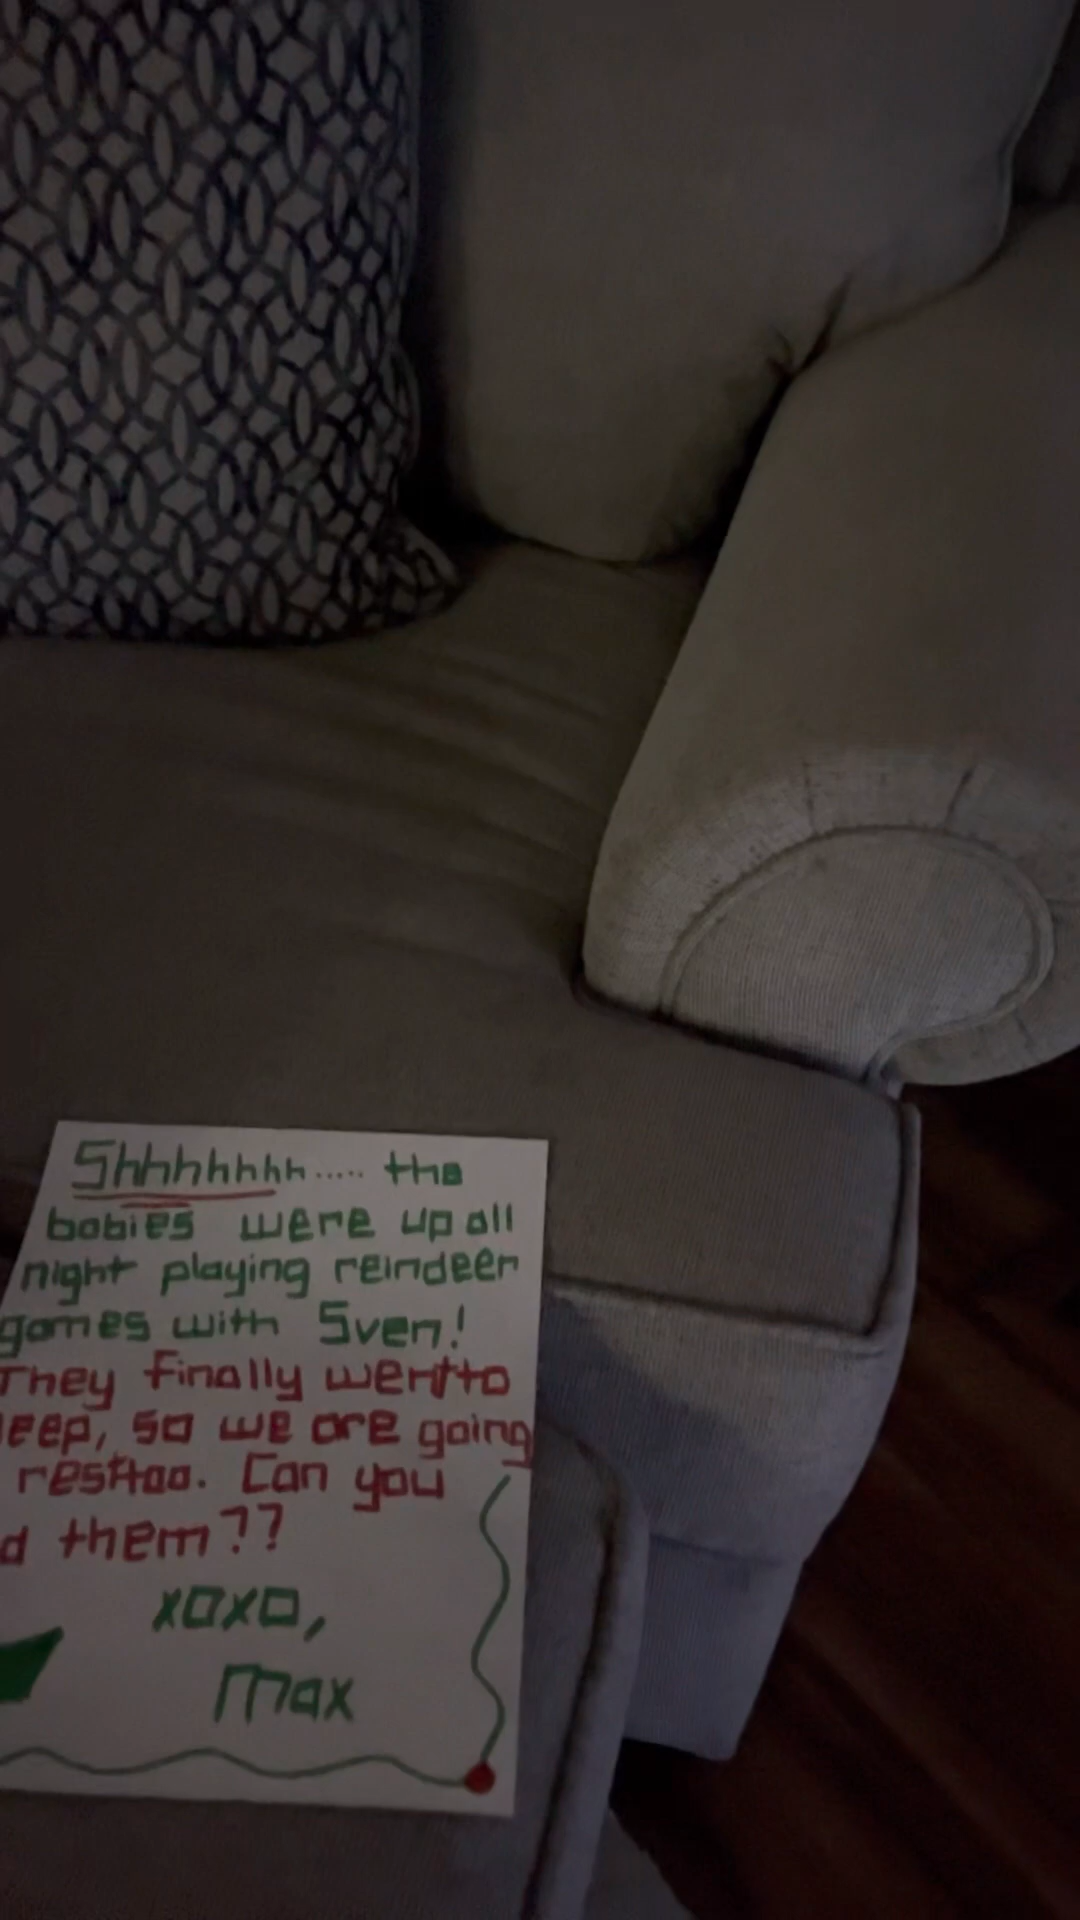 Shhhhhhh..... the
babies were up all
night playing reindeer
games with Sven!
They finally went to
eep, so we are going
rest too. Can you
d them??
xoxo,
Max